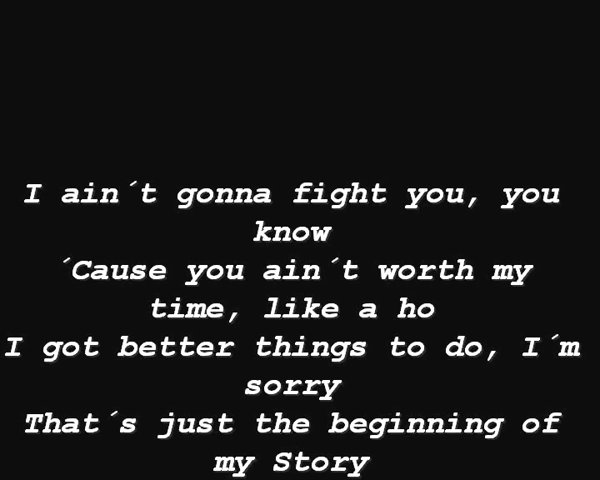 I ain´t gonna fight you, you
know
´Cause you ain´t worth my
time, like a ho
I got better things to do, I´m
sorry
That´s just the beginning of
my Story